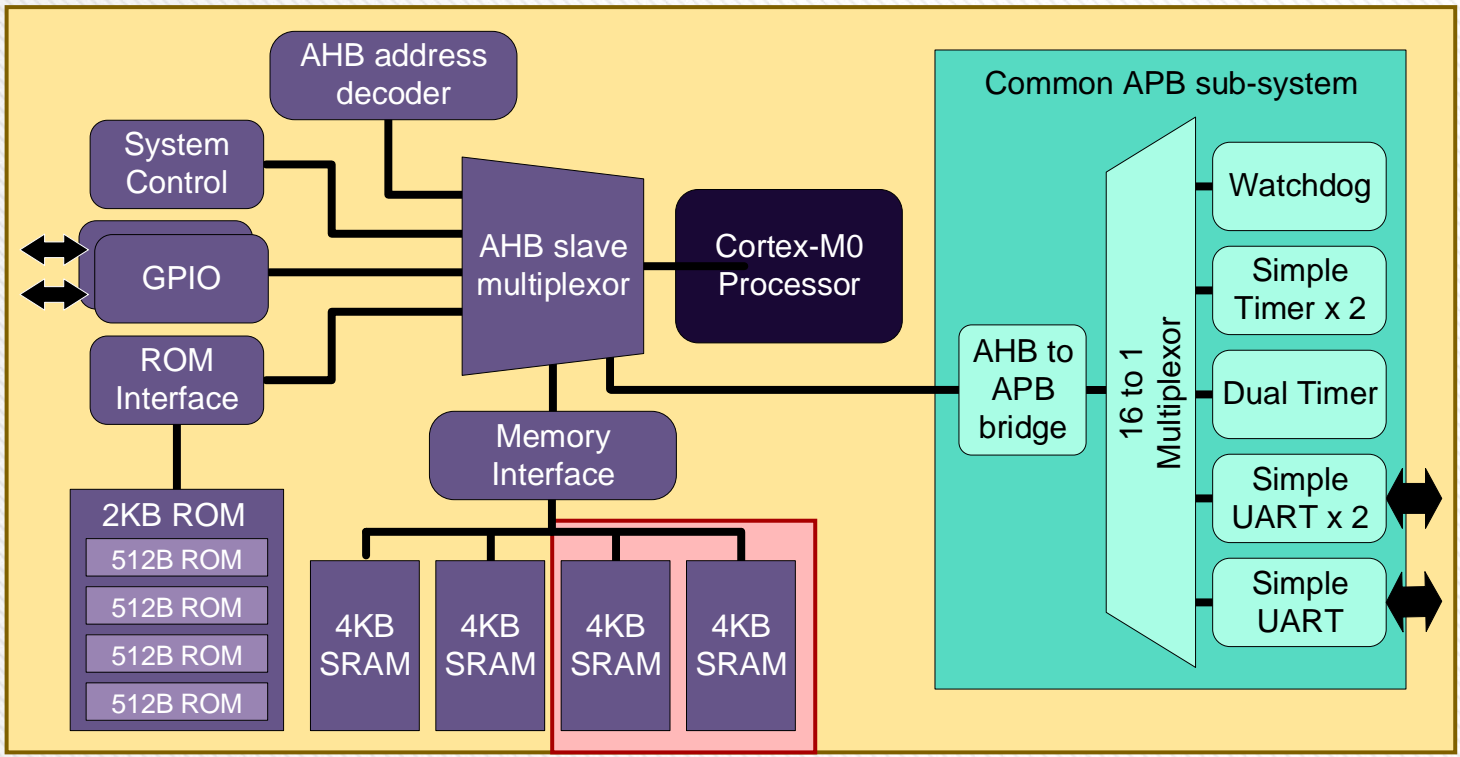 AHB address
decoder
System
Control
GPIO
ROM
Interface
2KB ROM
512B ROM
512B ROM
512B ROM
512B ROM
AHB slave
multiplexor
Cortex-M0
Processor
Memory
Interface
4KB
SRAM
4KB
SRAM
4KB
SRAM
4KB
SRAM
Common APB sub-system
AHB to
APB
bridge
16 to 1
Multiplexor
Watchdog
Simple
Timer x 2
Dual Timer
Simple
UART x 2
Simple
UART